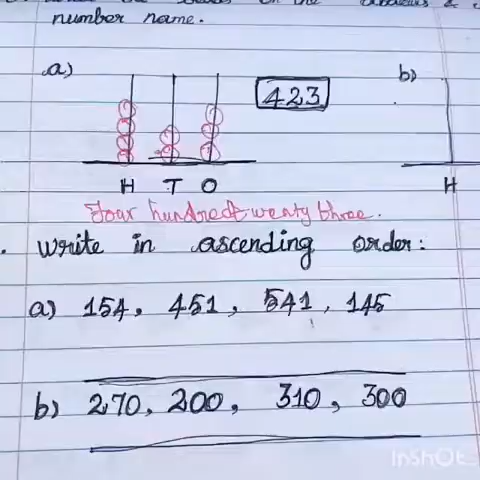 number name.
a) 423 b)
H T O H
Four hundred twenty three.
. Write in ascending order:
a) 154, 451, 541, 145
b) 270, 200, 310, 300
InShOt